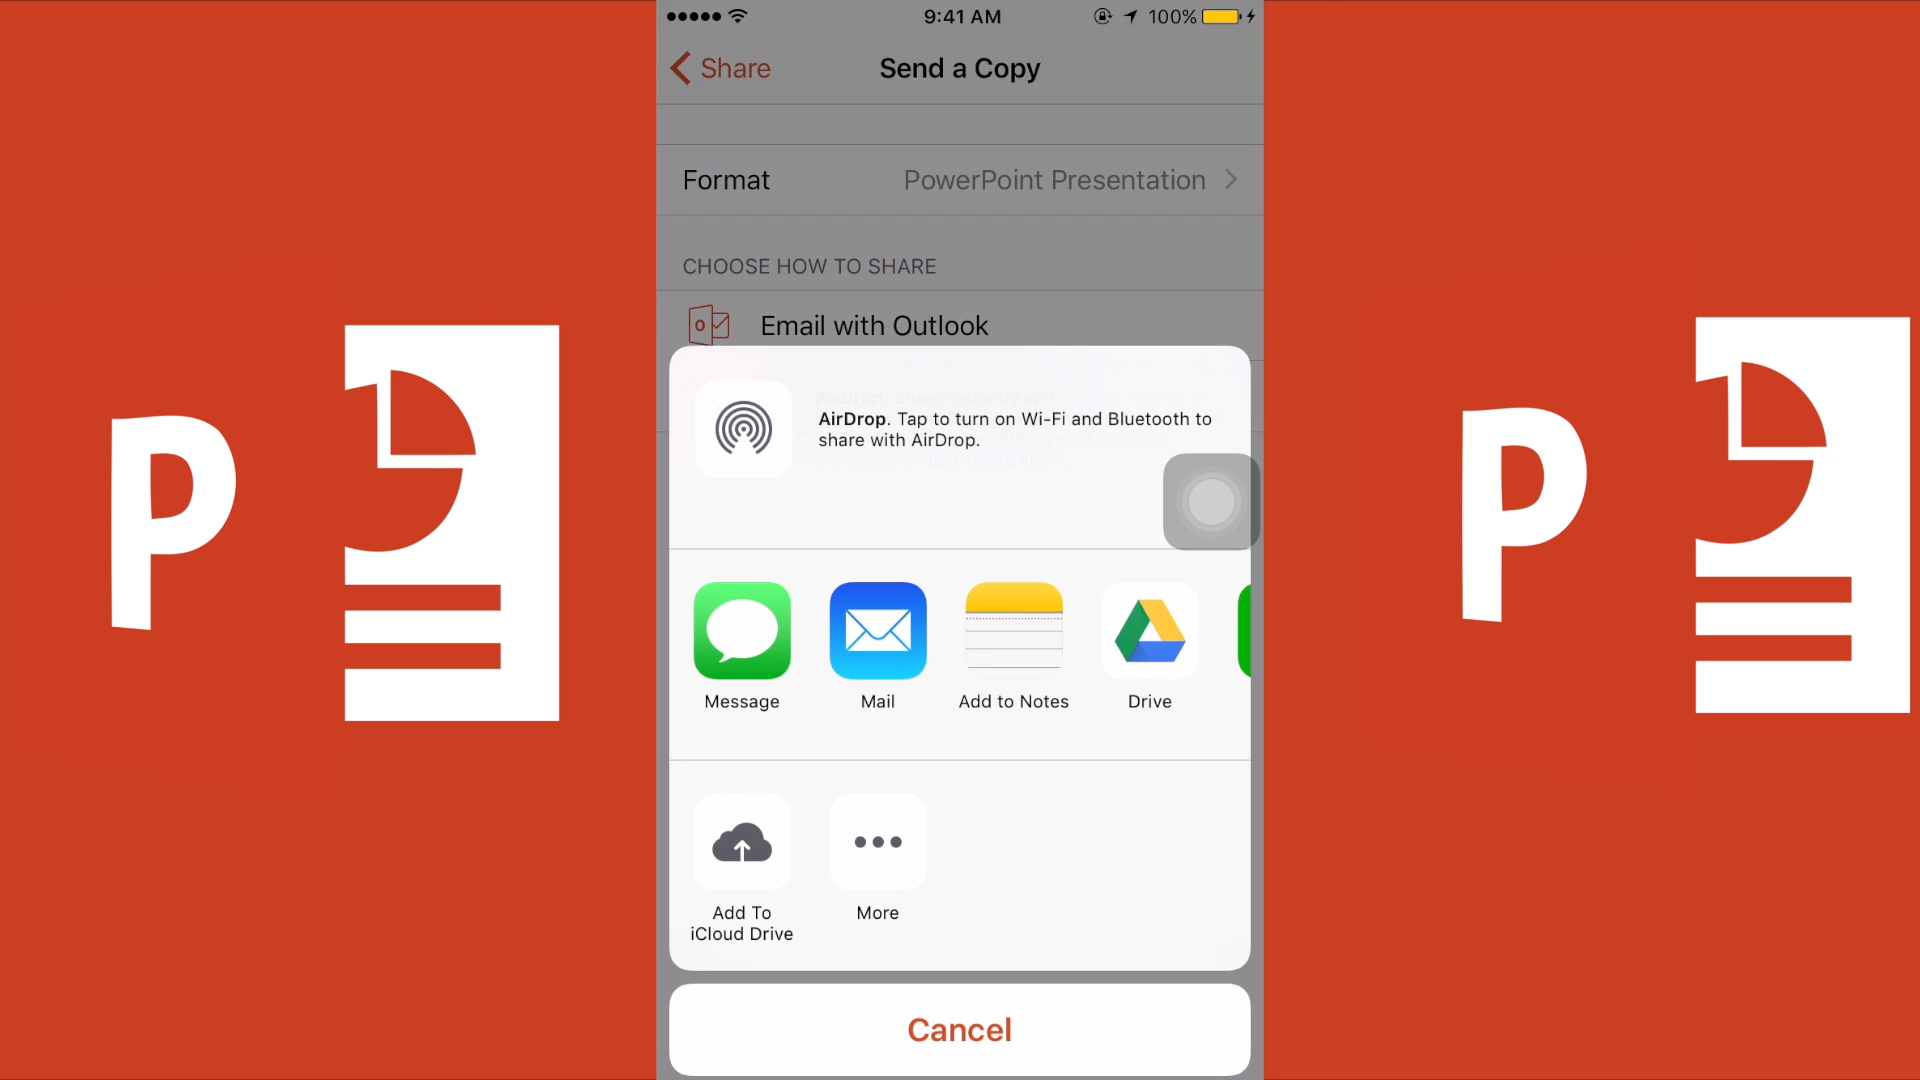 9:41 AM
100%
Share
Send a Copy
Format
PowerPoint Presentation
CHOOSE HOW TO SHARE
Email with Outlook
AirDrop. Tap to turn on Wi-Fi and Bluetooth to
share with AirDrop.
Message
Mail
Add to Notes
Drive
Add To
iCloud Drive
More
Cancel
P
P